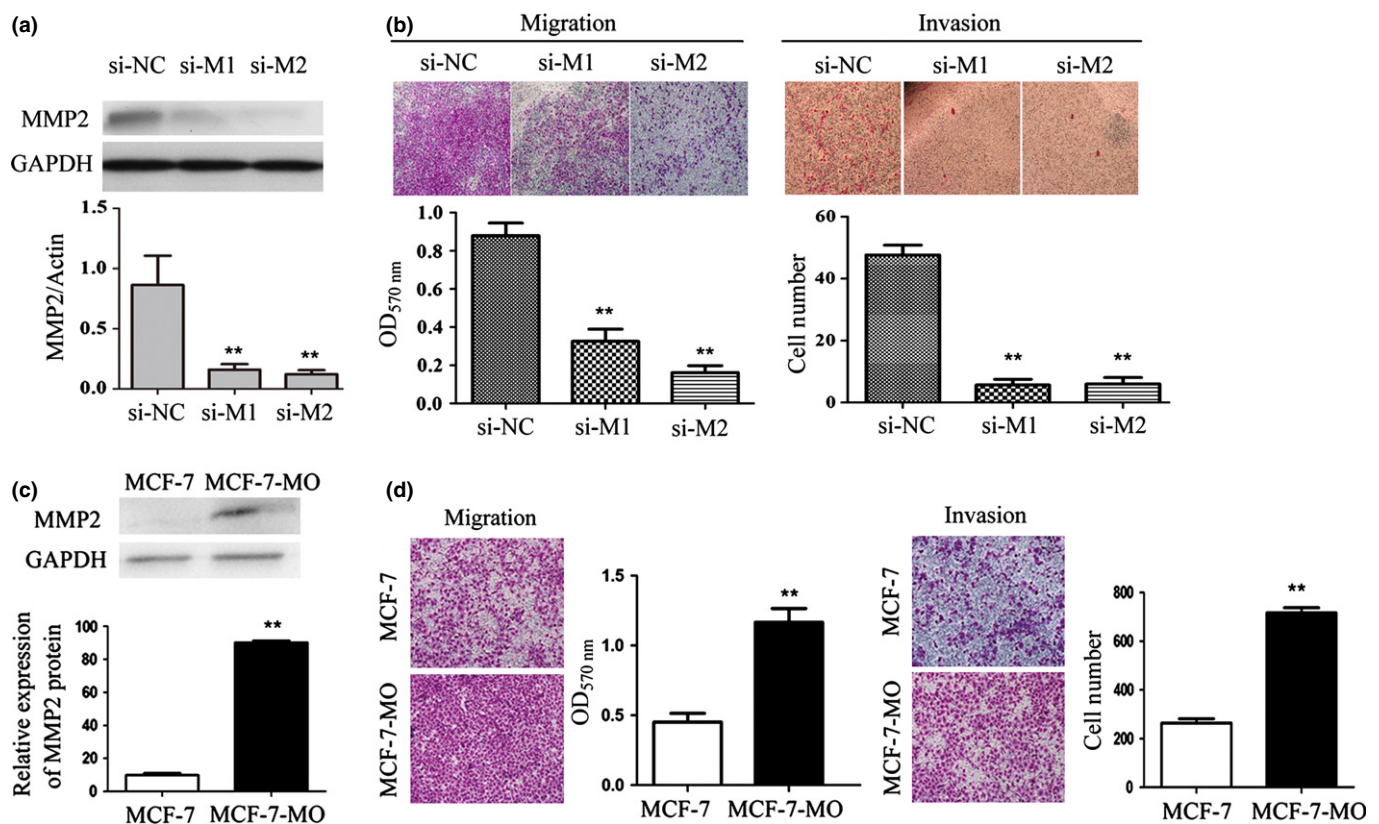 (a)
si-NC si-M1 si-M2
MMP2
GAPDH
1.5
1.0
0.5
0.0
MMP2/Actin
**
**
si-NC si-M1 si-M2
(b)
Migration
si-NC si-M1 si-M2
1.0
0.8
0.6
0.4
0.2
0.0
OD570 nm
**
**
si-NC si-M1 si-M2
Invasion
si-NC si-M1 si-M2
60
40
20
0
Cell number
**
**
si-NC si-M1 si-M2
(c)
MCF-7 MCF-7-MO
MMP2
GAPDH
100
80
60
40
20
0
Relative expression
of MMP2 protein
**
MCF-7 MCF-7-MO
(d)
Migration
MCF-7
MCF-7-MO
1.5
1.0
0.5
0.0
OD570 nm
**
MCF-7 MCF-7-MO
Invasion
MCF-7
MCF-7-MO
800
600
400
200
0
Cell number
**
MCF-7 MCF-7-MO